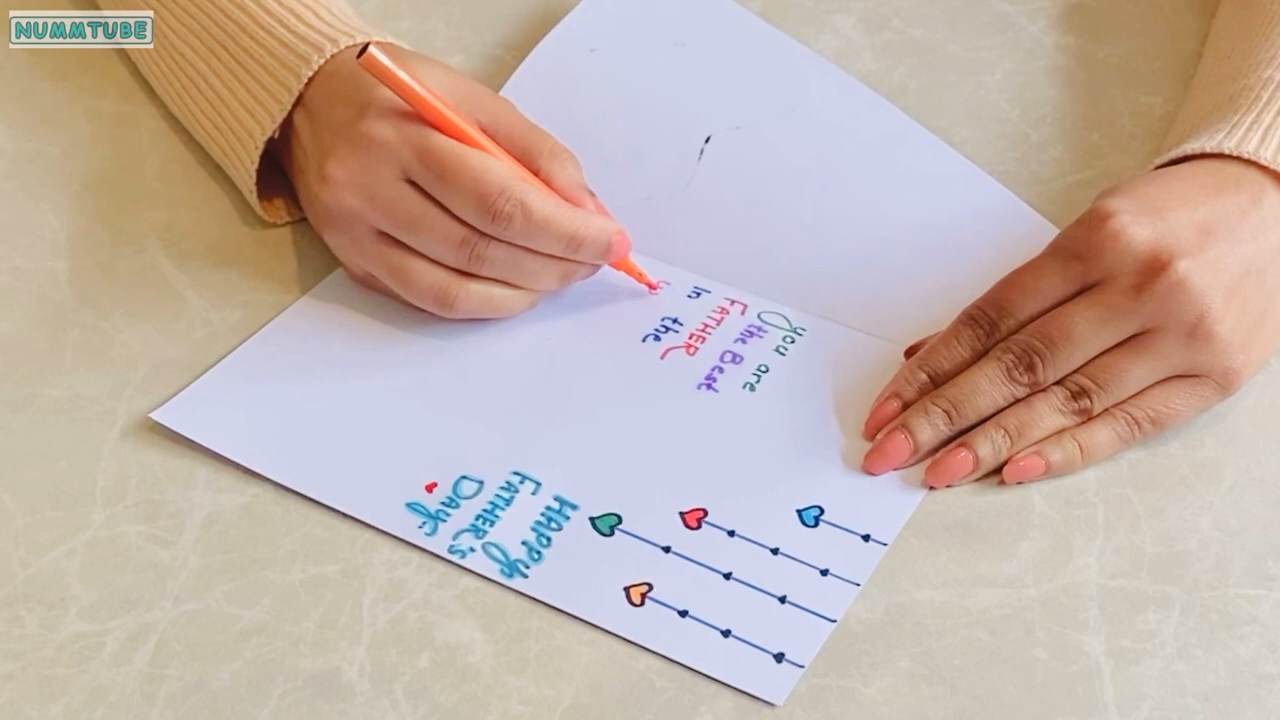 NUMMTUBE
You are
the Best
FATHER
In the
HAPPY
FATHER's
DAY